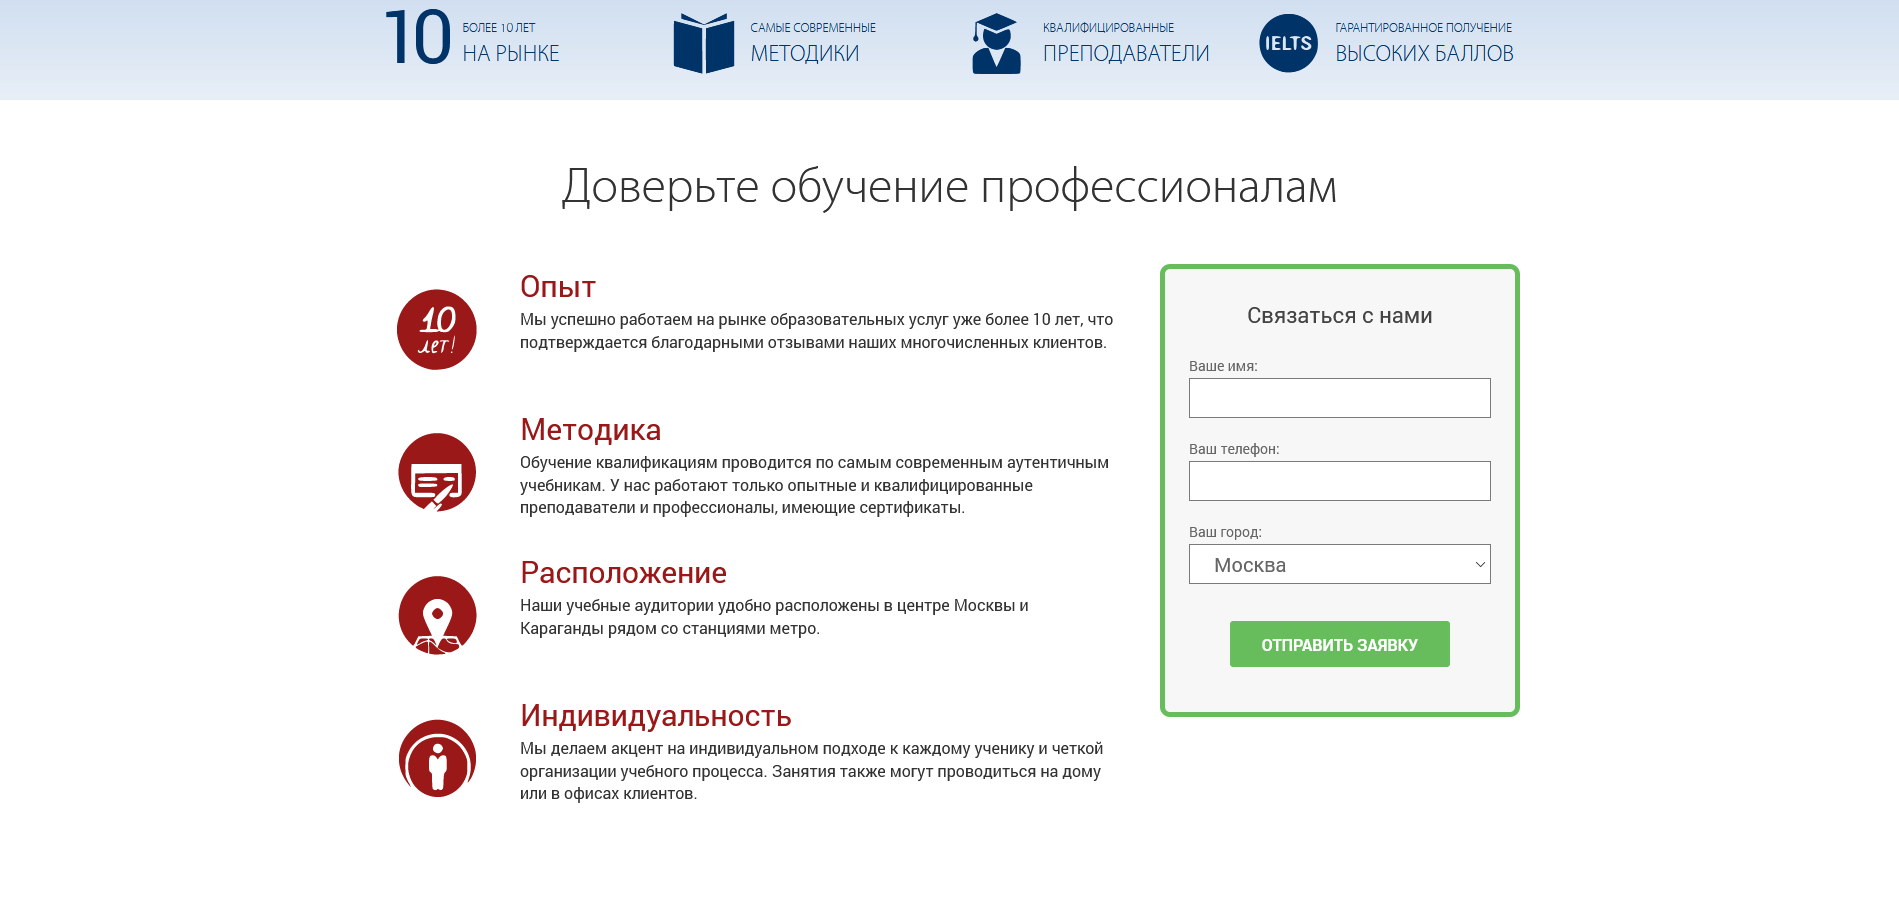 10
БОЛЕЕ 10 ЛЕТ
НА РЫНКЕ
САМЫЕ СОВРЕМЕННЫЕ
МЕТОДИКИ
КВАЛИФИЦИРОВАННЫЕ
ПРЕПОДАВАТЕЛИ
IELTS
ГАРАНТИРОВАННОЕ ПОЛУЧЕНИЕ
ВЫСОКИХ БАЛЛОВ
Доверьте обучение профессионалам
10
лет!
Опыт
Мы успешно работаем на рынке образовательных услуг уже более 10 лет, что
подтверждается благодарными отзывами наших многочисленных клиентов.
Методика
Обучение квалификациям проводится по самым современным аутентичным
учебникам. У нас работают только опытные и квалифицированные
преподаватели и профессионалы, имеющие сертификаты.
Расположение
Наши учебные аудитории удобно расположены в центре Москвы и
Караганды рядом со станциями метро.
Индивидуальность
Мы делаем акцент на индивидуальном подходе к каждому ученику и четкой
организации учебного процесса. Занятия также могут проводиться на дому
или в офисах клиентов.
Связаться с нами
Ваше имя:
Ваш телефон:
Ваш город:
Москва
ОТПРАВИТЬ ЗАЯВКУ